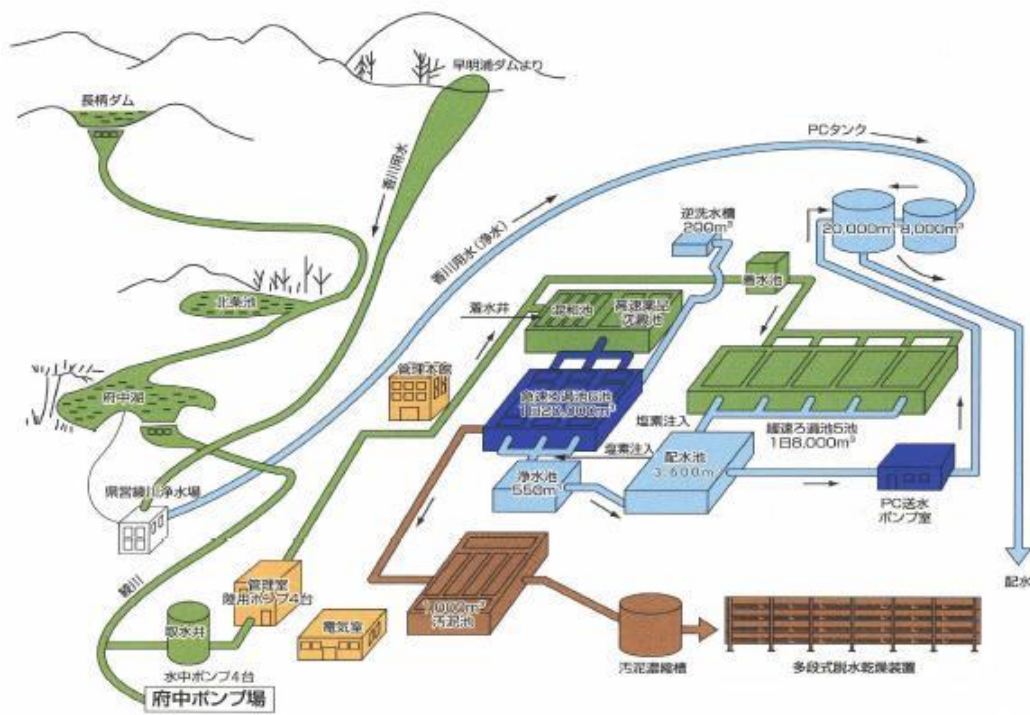 早明浦ダムより
長柄ダム
PCタンク
香川用水
逆洗水槽
200m³
20,000m³
8,000m³
香川用水(浄水)
着水池
北条池
着水井
混和池
高速薬品
沈澱池
管理本館
府中湖
急速ろ過池6池
1日20,000m³
塩素注入
緩速ろ過池5池
1日8,000m³
塩素注入
配水池
3,600m³
浄水池
550m³
県営綾川浄水場
PC送水
ポンプ室
綾川
管理室
陸用ポンプ4台
1,000m³
汚泥池
配水
取水井
電気室
水中ポンプ4台
汚泥濃縮槽
多段式脱水乾燥装置
府中ポンプ場